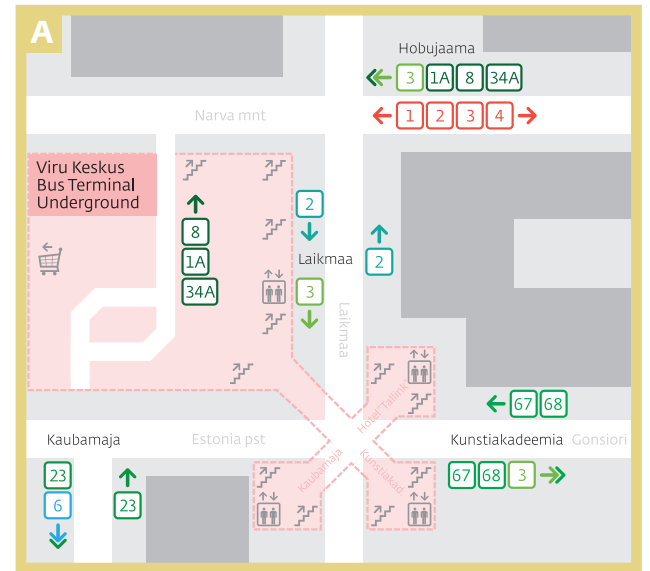 A
Hobujaama
3 1A 8 34A
Narva mnt
1 2 3 4
Viru Keskus
Bus Terminal
Underground
8
1A
34A
2
Laikmaa
3
2
Laikmaa
Hotel Tallink
67 68
Kaubamaja
Estonia pst
Kunstiakadeemia
Gonsiori
Kaubamaja
Kunstiakad.
23
6
23
67 68 3